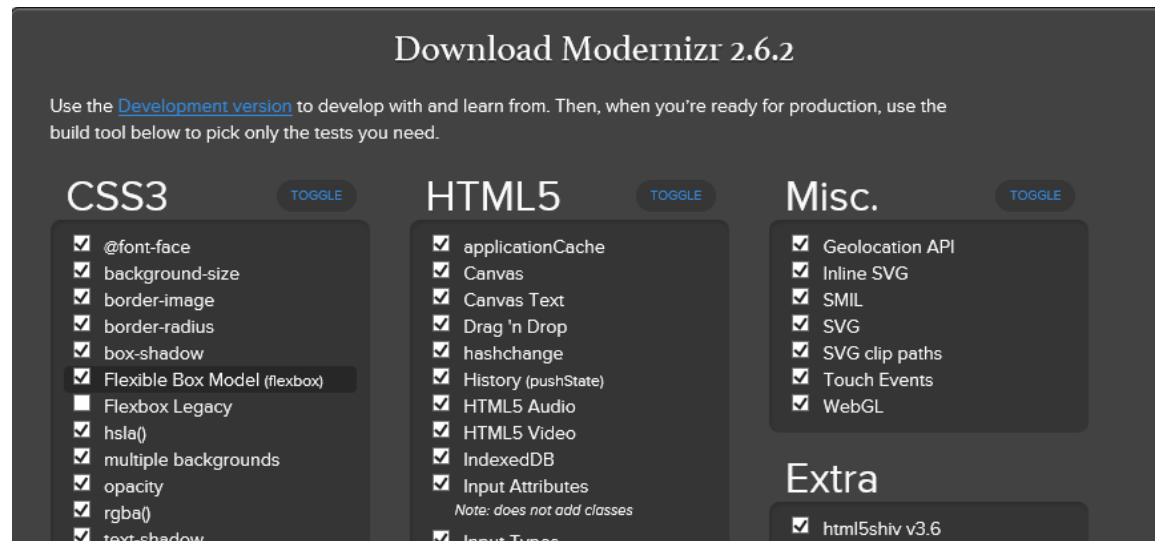 Download Modernizr 2.6.2
Use the Development version to develop with and learn from. Then, when you're ready for production, use the
build tool below to pick only the tests you need.
CSS3
TOGGLE
@font-face
background-size
border-image
border-radius
box-shadow
Flexible Box Model (flexbox)
Flexbox Legacy
hsla()
multiple backgrounds
opacity
rgba()
text-shadow
HTML5
TOGGLE
applicationCache
Canvas
Canvas Text
Drag 'n Drop
hashchange
History (pushState)
HTML5 Audio
HTML5 Video
IndexedDB
Input Attributes
Note: does not add classes
Input Types
Misc.
TOGGLE
Geolocation API
Inline SVG
SMIL
SVG
SVG clip paths
Touch Events
WebGL
Extra
html5shiv v3.6